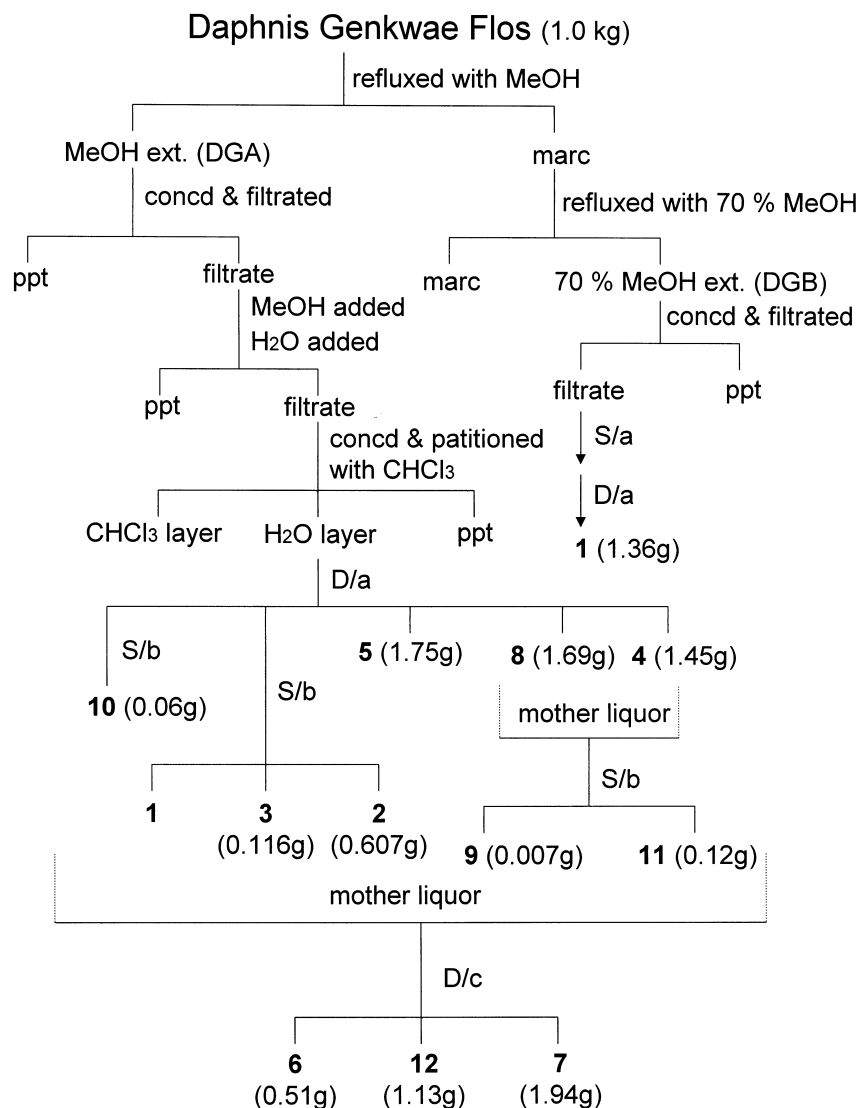 Daphnis Genkwae Flos (1.0 kg)
refluxed with MeOH
MeOH ext. (DGA)
marc
concd & filtrated
refluxed with 70 % MeOH
ppt
filtrate
marc
70 % MeOH ext. (DGB)
MeOH added
H2O added
concd & filtrated
ppt
filtrate
filtrate
ppt
concd & patitioned
with CHCl3
S/a
D/a
CHCl3 layer
H2O layer
ppt
1 (1.36g)
D/a
S/b
5 (1.75g)
8 (1.69g)
4 (1.45g)
10 (0.06g)
S/b
mother liquor
S/b
1
3
2
(0.116g)
(0.607g)
9 (0.007g)
11 (0.12g)
mother liquor
D/c
6
12
7
(0.51g)
(1.13g)
(1.94g)